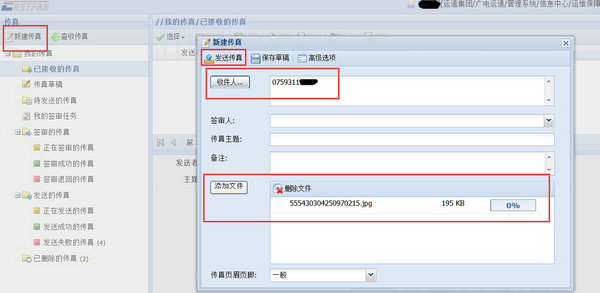 EASTFAX
(运通集团/广电运通/管理系统/信息中心/运维保障
传真
//我的传真/已接收的传真
新建传真 查收传真
选择
我的传真
已接收的传真
传真草稿
待发送的传真
我的签审任务
签审的传真
正在签审的传真
签审成功的传真
签审退回的传真
发送的传真
正在发送的传真
发送成功的传真
发送失败的传真 (4)
已删除的传真 (2)
发送者
主题
新建传真
发送传真 保存草稿 高级选项
收件人... 0759311
签审人:
传真主题:
备注:
添加文件 删除文件
555430304250970215.jpg 195 KB 0%
传真页眉页脚: 一般